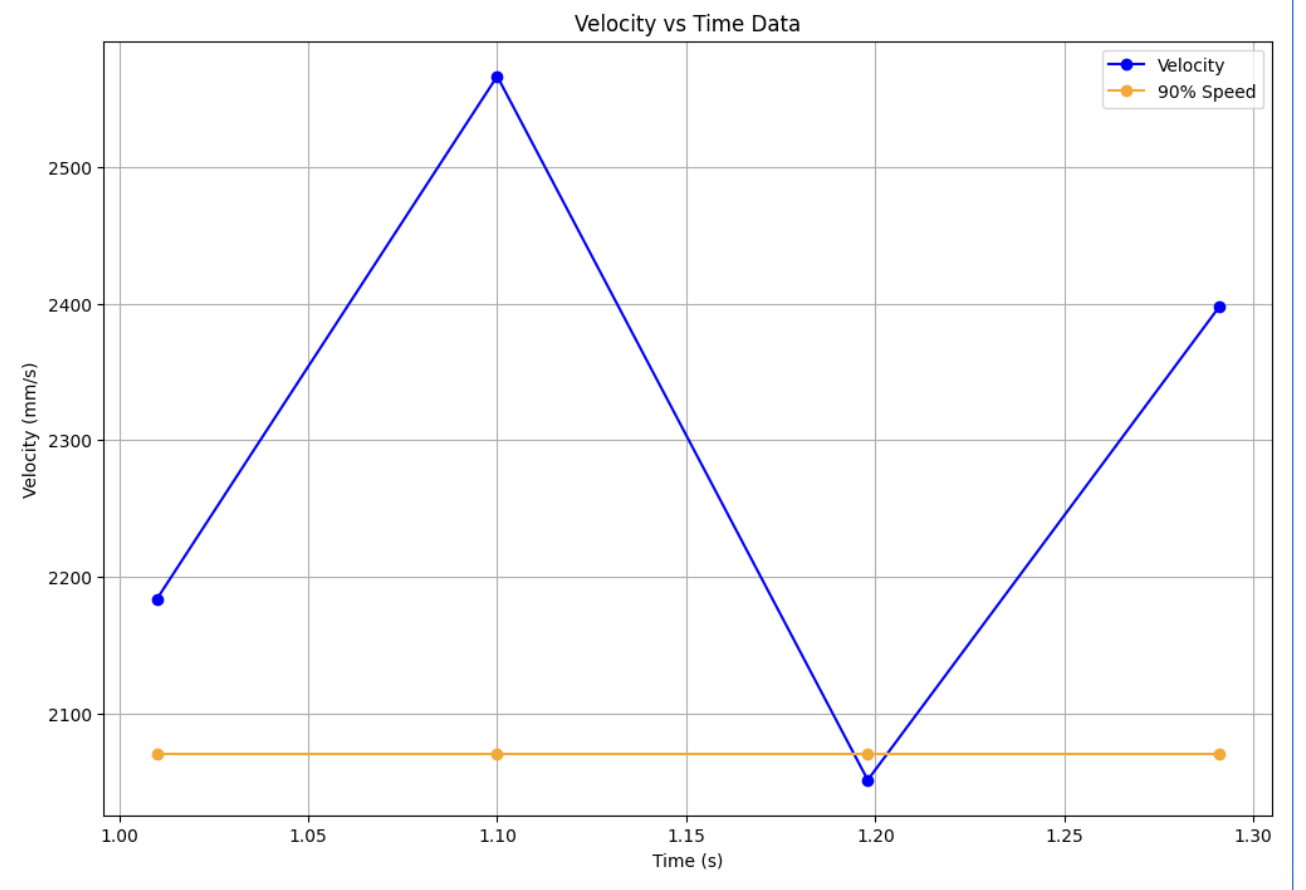 Velocity vs Time Data
Velocity
90% Speed
2500
2400
2300
2200
2100
Velocity (mm/s)
1.00 1.05 1.10 1.15 1.20 1.25 1.30
Time (s)